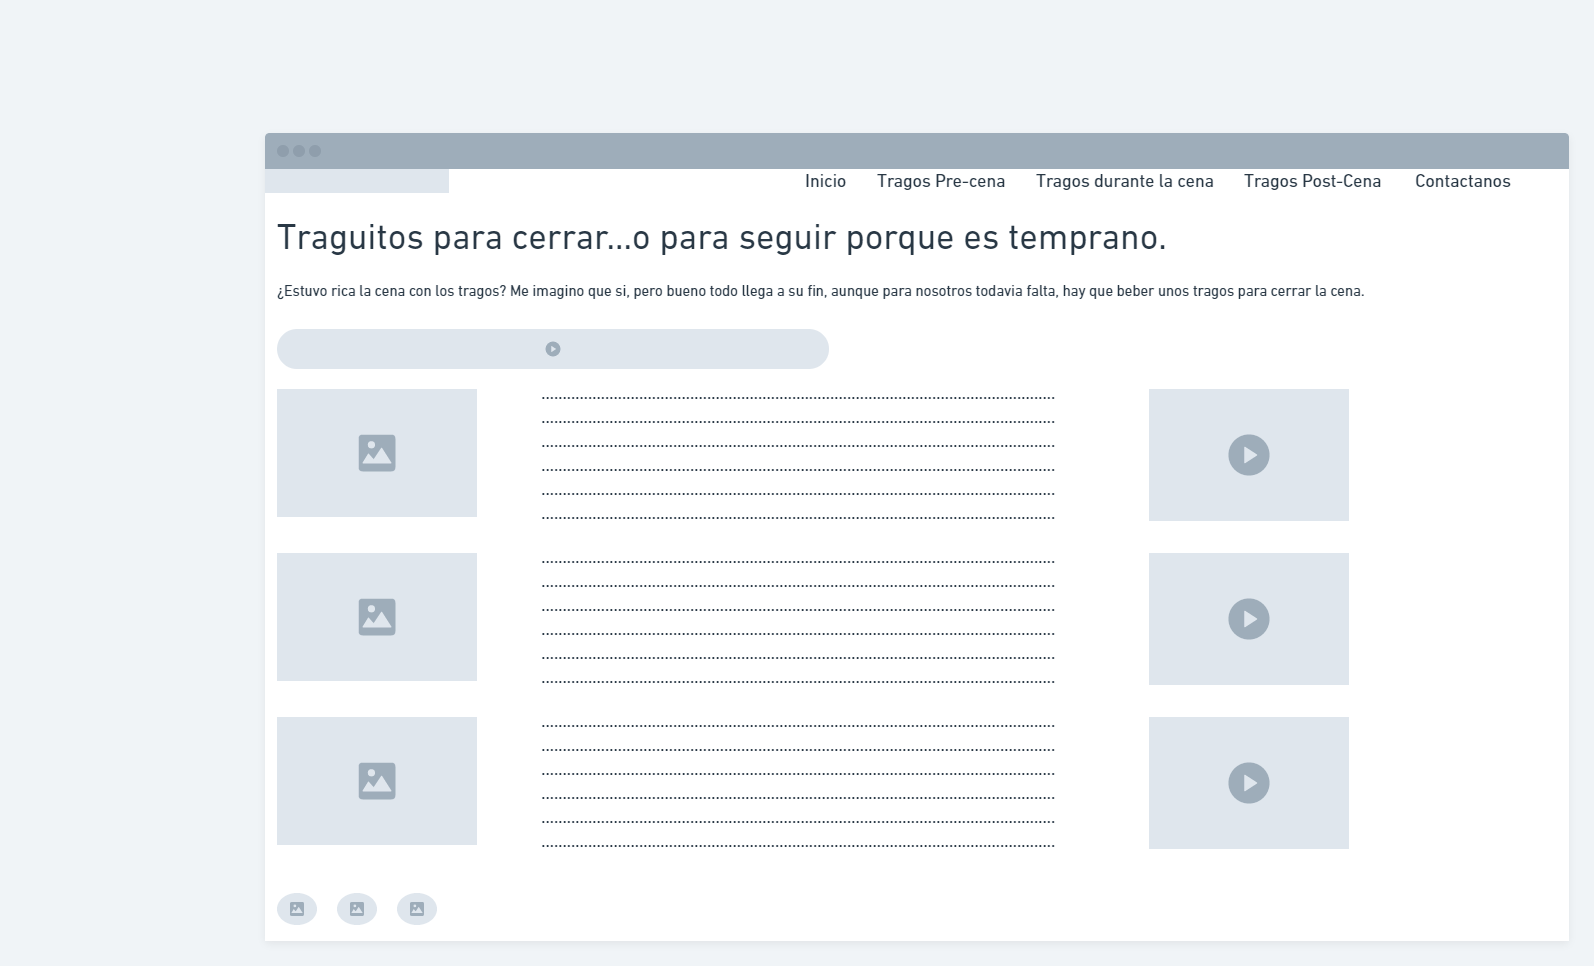 Inicio Tragos Pre-cena Tragos durante la cena Tragos Post-Cena Contactanos
Traguitos para cerrar...o para seguir porque es temprano.
¿Estuvo rica la cena con los tragos? Me imagino que si, pero bueno todo llega a su fin, aunque para nosotros todavia falta, hay que beber unos tragos para cerrar la cena.